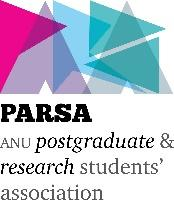 PARSA
ANU postgraduate &
research students’
association